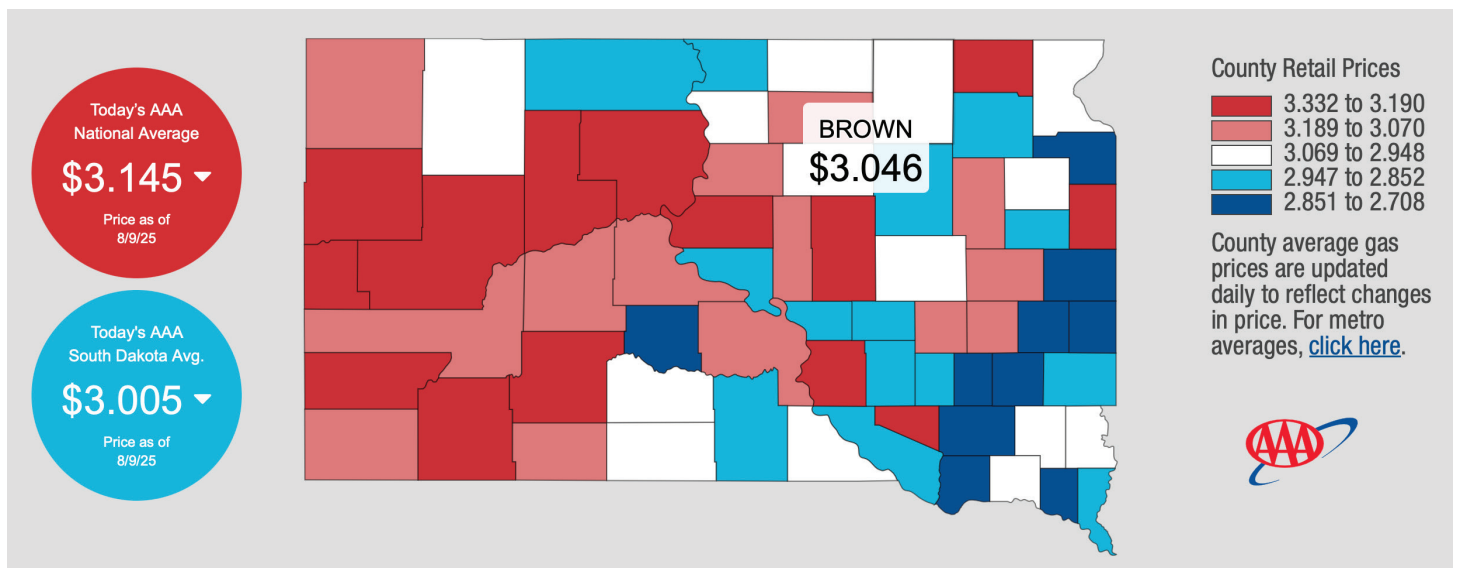 Today's AAA
National Average
$3.145
Price as of
8/9/25
Today's AAA
South Dakota Avg.
$3.005
Price as of
8/9/25
BROWN
$3.046
County Retail Prices
3.332 to 3.190
3.189 to 3.070
3.069 to 2.948
2.947 to 2.852
2.851 to 2.708
County average gas
prices are updated
daily to reflect changes
in price. For metro
averages, click here.
AAA